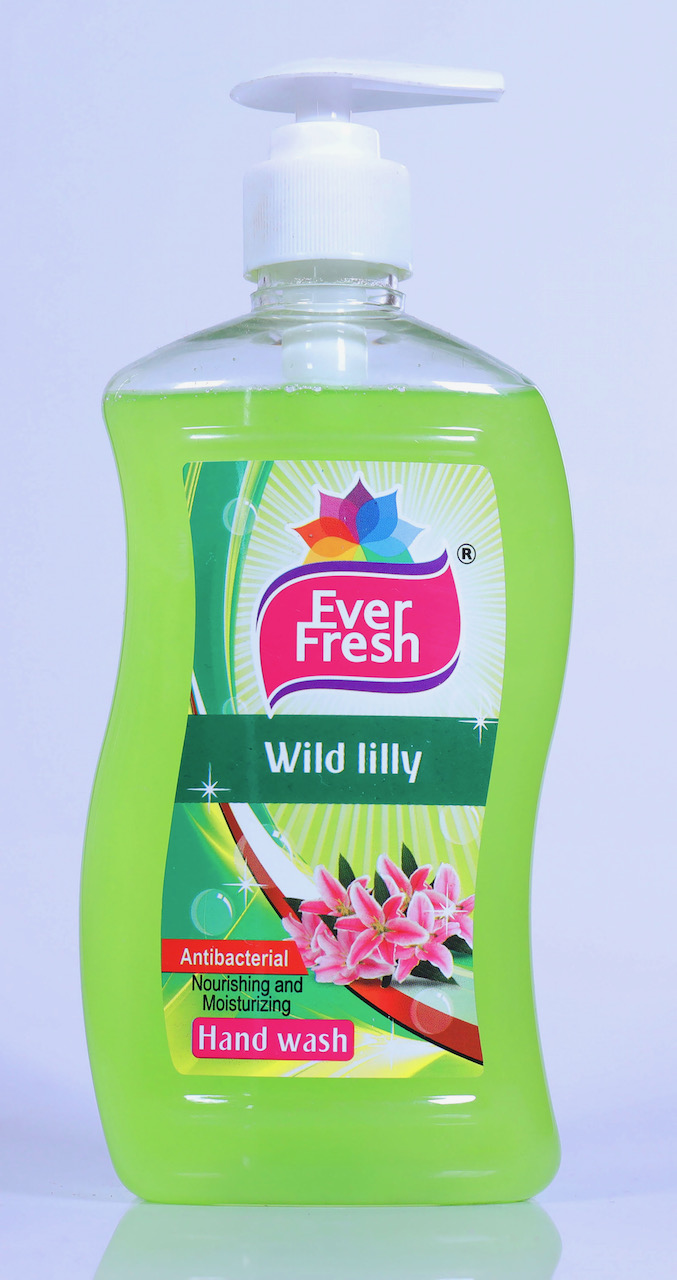 ®
Ever
Fresh
Wild lilly
Antibacterial
Nourishing and
Moisturizing
Hand wash